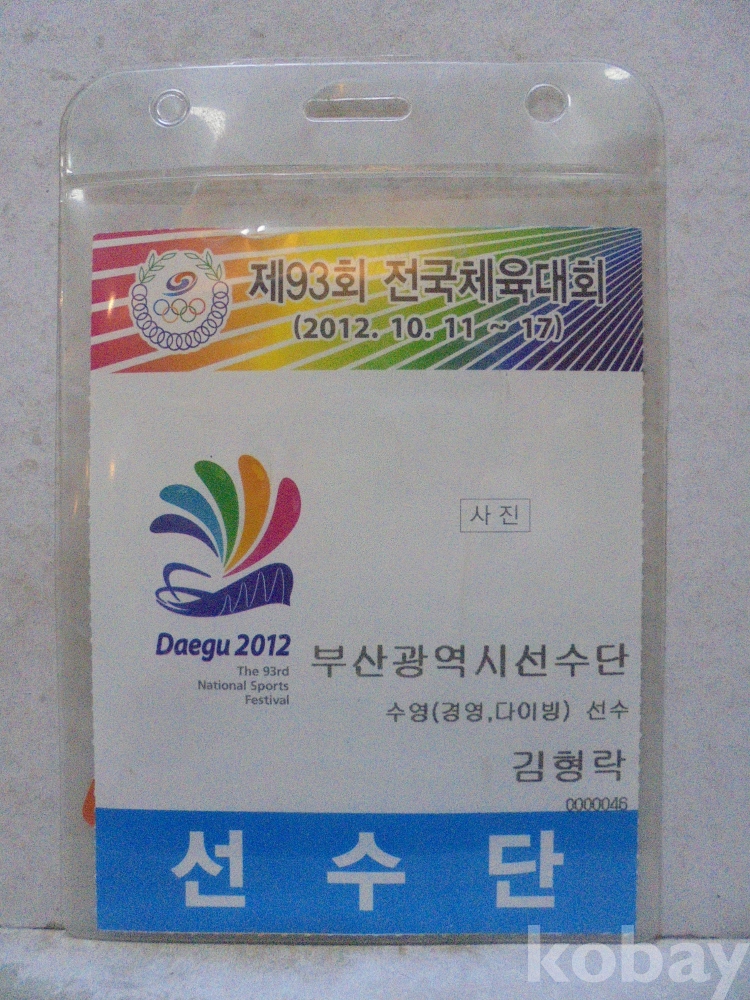 제93회 전국체육대회
(2012. 10. 11 ~ 17)
사 진
Daegu 2012
The 93rd
National Sports
Festival
부산광역시선수단
수영(경영,다이빙) 선수
김형락
0000046
선 수 단
kobay